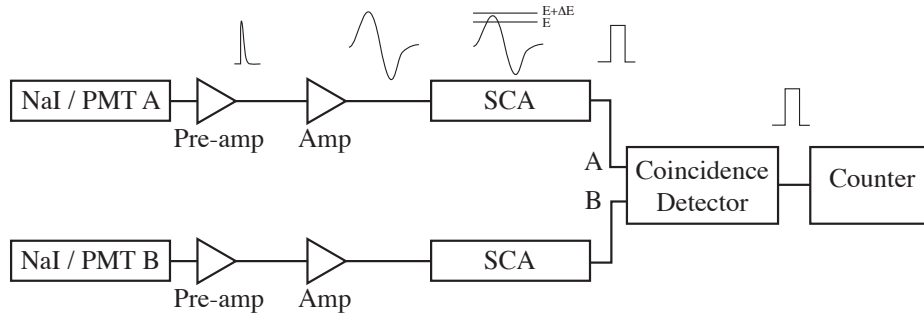 E+ΔE
E
NaI / PMT A
SCA
Pre-amp
Amp
A
B
Coincidence
Detector
Counter
NaI / PMT B
SCA
Pre-amp
Amp